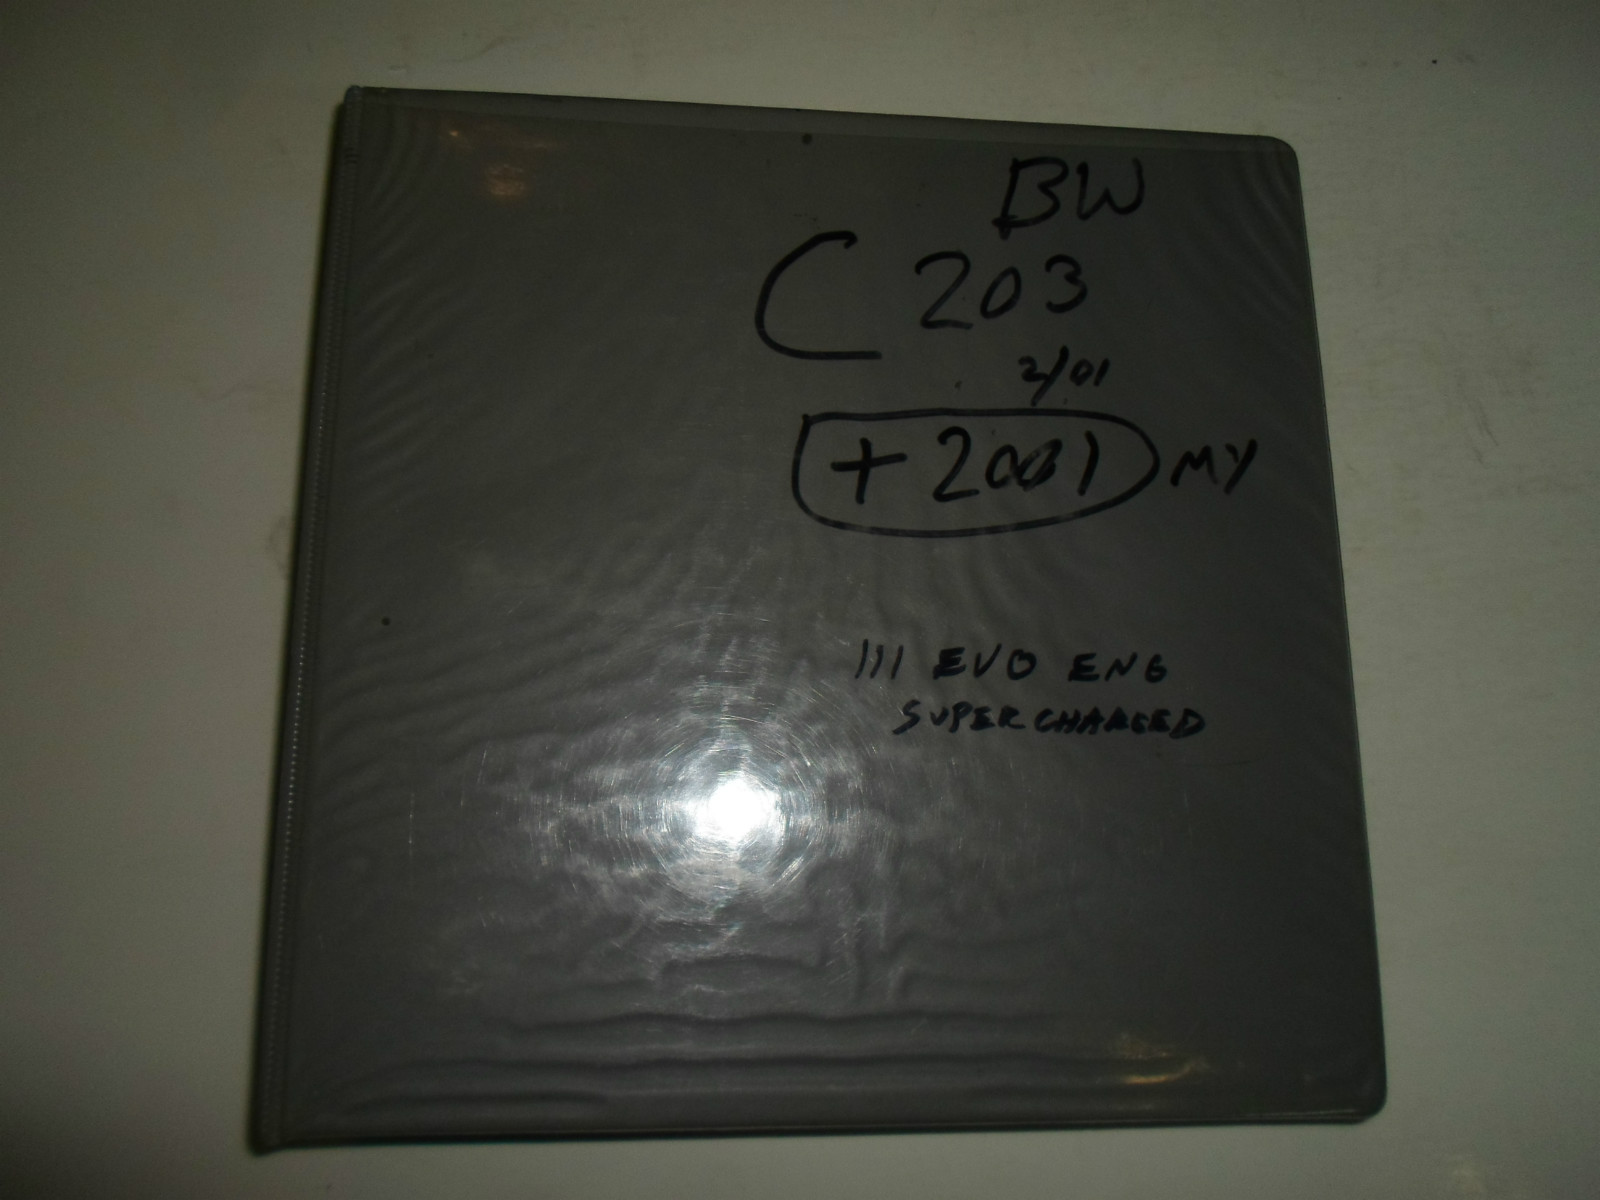 BW
C 203
2/01
+ 2001 MY
111 EVO ENG
SUPERCHARGED